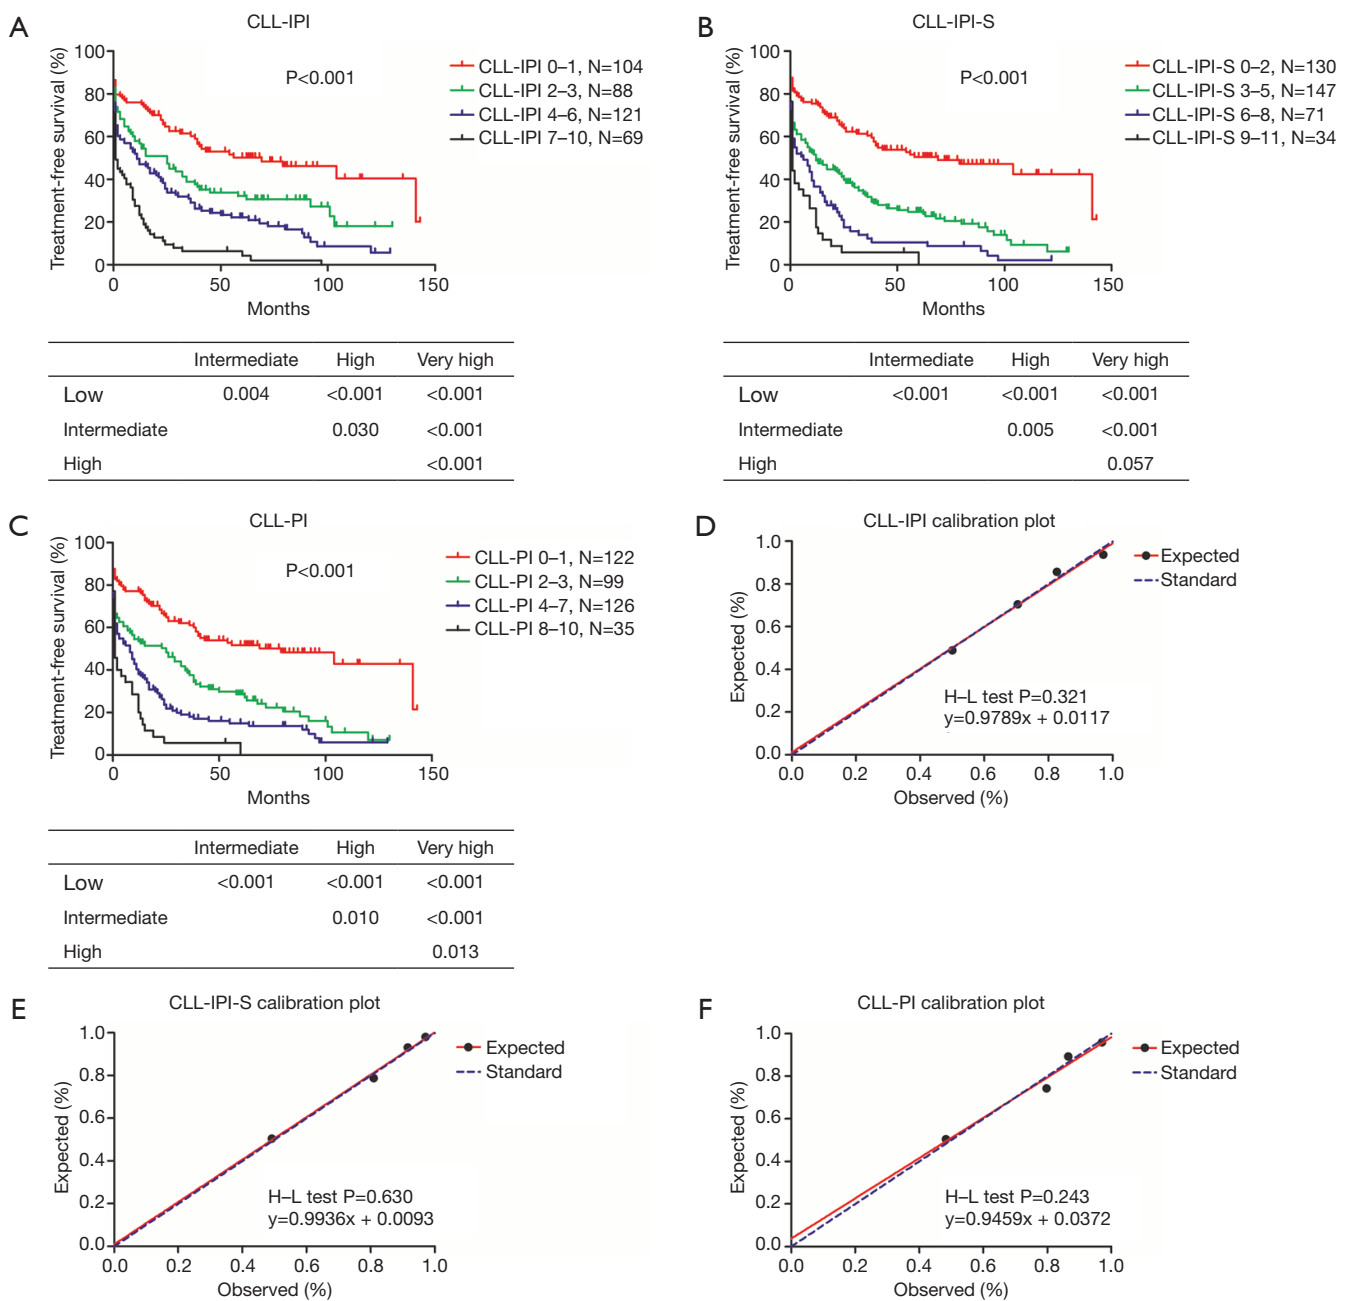 A
CLL-IPI
Treatment-free survival (%)
100
80
60
40
20
0
P<0.001
CLL-IPI 0–1, N=104
CLL-IPI 2–3, N=88
CLL-IPI 4–6, N=121
CLL-IPI 7–10, N=69
0 50 100 150
Months
Intermediate High Very high
Low 0.004 <0.001 <0.001
Intermediate 0.030 <0.001
High <0.001
B
CLL-IPI-S
Treatment-free survival (%)
100
80
60
40
20
0
P<0.001
CLL-IPI-S 0–2, N=130
CLL-IPI-S 3–5, N=147
CLL-IPI-S 6–8, N=71
CLL-IPI-S 9–11, N=34
0 50 100 150
Months
Intermediate High Very high
Low <0.001 <0.001 <0.001
Intermediate 0.005 <0.001
High 0.057
C
CLL-PI
Treatment-free survival (%)
100
80
60
40
20
0
P<0.001
CLL-PI 0–1, N=122
CLL-PI 2–3, N=99
CLL-PI 4–7, N=126
CLL-PI 8–10, N=35
0 50 100 150
Months
Intermediate High Very high
Low <0.001 <0.001 <0.001
Intermediate 0.010 <0.001
High 0.013
D
CLL-IPI calibration plot
Expected (%)
1.0
0.8
0.6
0.4
0.2
0.0
Expected
Standard
H–L test P=0.321
y=0.9789x + 0.0117
0.0 0.2 0.4 0.6 0.8 1.0
Observed (%)
E
CLL-IPI-S calibration plot
Expected (%)
1.0
0.8
0.6
0.4
0.2
0.0
Expected
Standard
H–L test P=0.630
y=0.9936x + 0.0093
0.0 0.2 0.4 0.6 0.8 1.0
Observed (%)
F
CLL-PI calibration plot
Expected (%)
1.0
0.8
0.6
0.4
0.2
0.0
Expected
Standard
H–L test P=0.243
y=0.9459x + 0.0372
0.0 0.2 0.4 0.6 0.8 1.0
Observed (%)